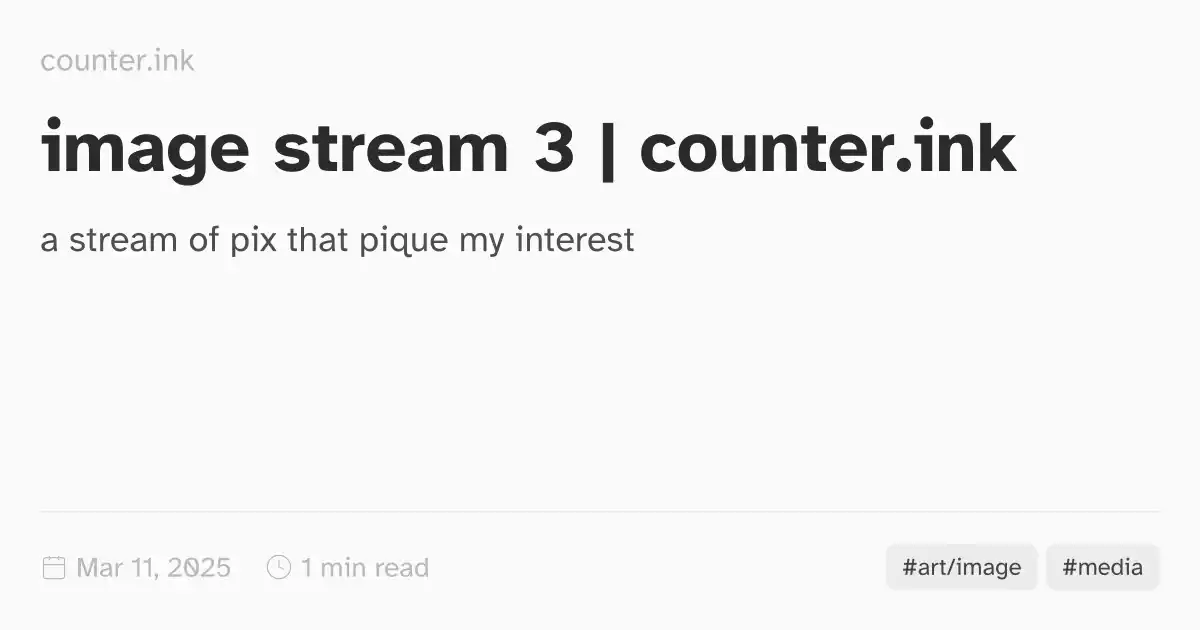 counter.ink
image stream 3 | counter.ink
a stream of pix that pique my interest
Mar 11, 2025 1 min read #art/image #media